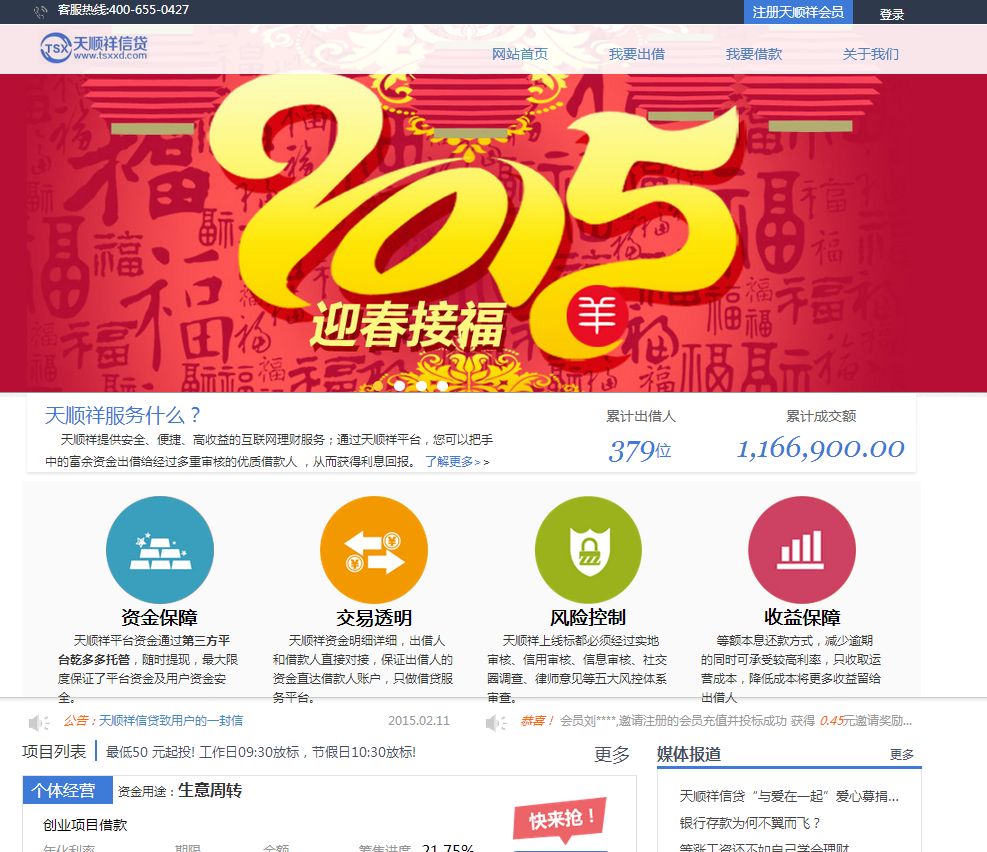 客服热线:400-655-0427
注册天顺祥会员
登录
TSX
天顺祥信贷
www.tsxxd.com
网站首页
我要出借
我要借款
关于我们
2015
羊
迎春接福
天顺祥服务什么？
天顺祥提供安全、便捷、高收益的互联网理财服务；通过天顺祥平台，您可以把手
中的富余资金出借给经过多重审核的优质借款人 ，从而获得利息回报。 了解更多>>
累计出借人
379位
累计成交额
1,166,900.00
资金保障
天顺祥平台资金通过第三方平
台乾多多托管，随时提现，最大限
度保证了平台资金及用户资金安
全。
交易透明
天顺祥资金明细详细，出借人
和借款人直接对接，保证出借人的
资金直达借款人账户，只做借贷服
务平台。
风险控制
天顺祥上线标都必须经过实地
审核、信用审核、信息审核、社交
圈调查、律师意见等五大风控体系
审查。
收益保障
等额本息还款方式，减少逾期
的同时可承受较高利率，只收取运
营成本，降低成本将更多收益留给
出借人
公告：天顺祥信贷致用户的一封信
2015.02.11
恭喜！ 会员刘****,邀请注册的会员充值并投标成功 获得 0.45元邀请奖励...
项目列表
最低50 元起投! 工作日09:30放标，节假日10:30放标!
更多
媒体报道
更多
个体经营
资金用途：生意周转
创业项目借款
快来抢！
年化利率
期限
金额
筹集进度
21.75%
天顺祥信贷“与爱在一起”爱心募捐...
银行存款为何不翼而飞？
等涨工资还不如自己学会理财